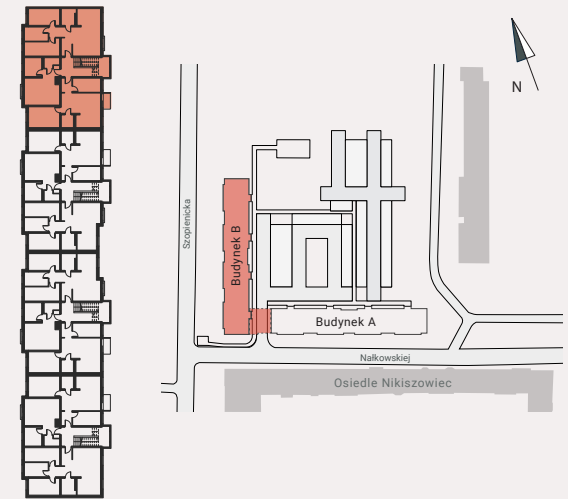 N
Szopienicka
Budynek B
Budynek A
Nałkowskiej
Osiedle Nikiszowiec